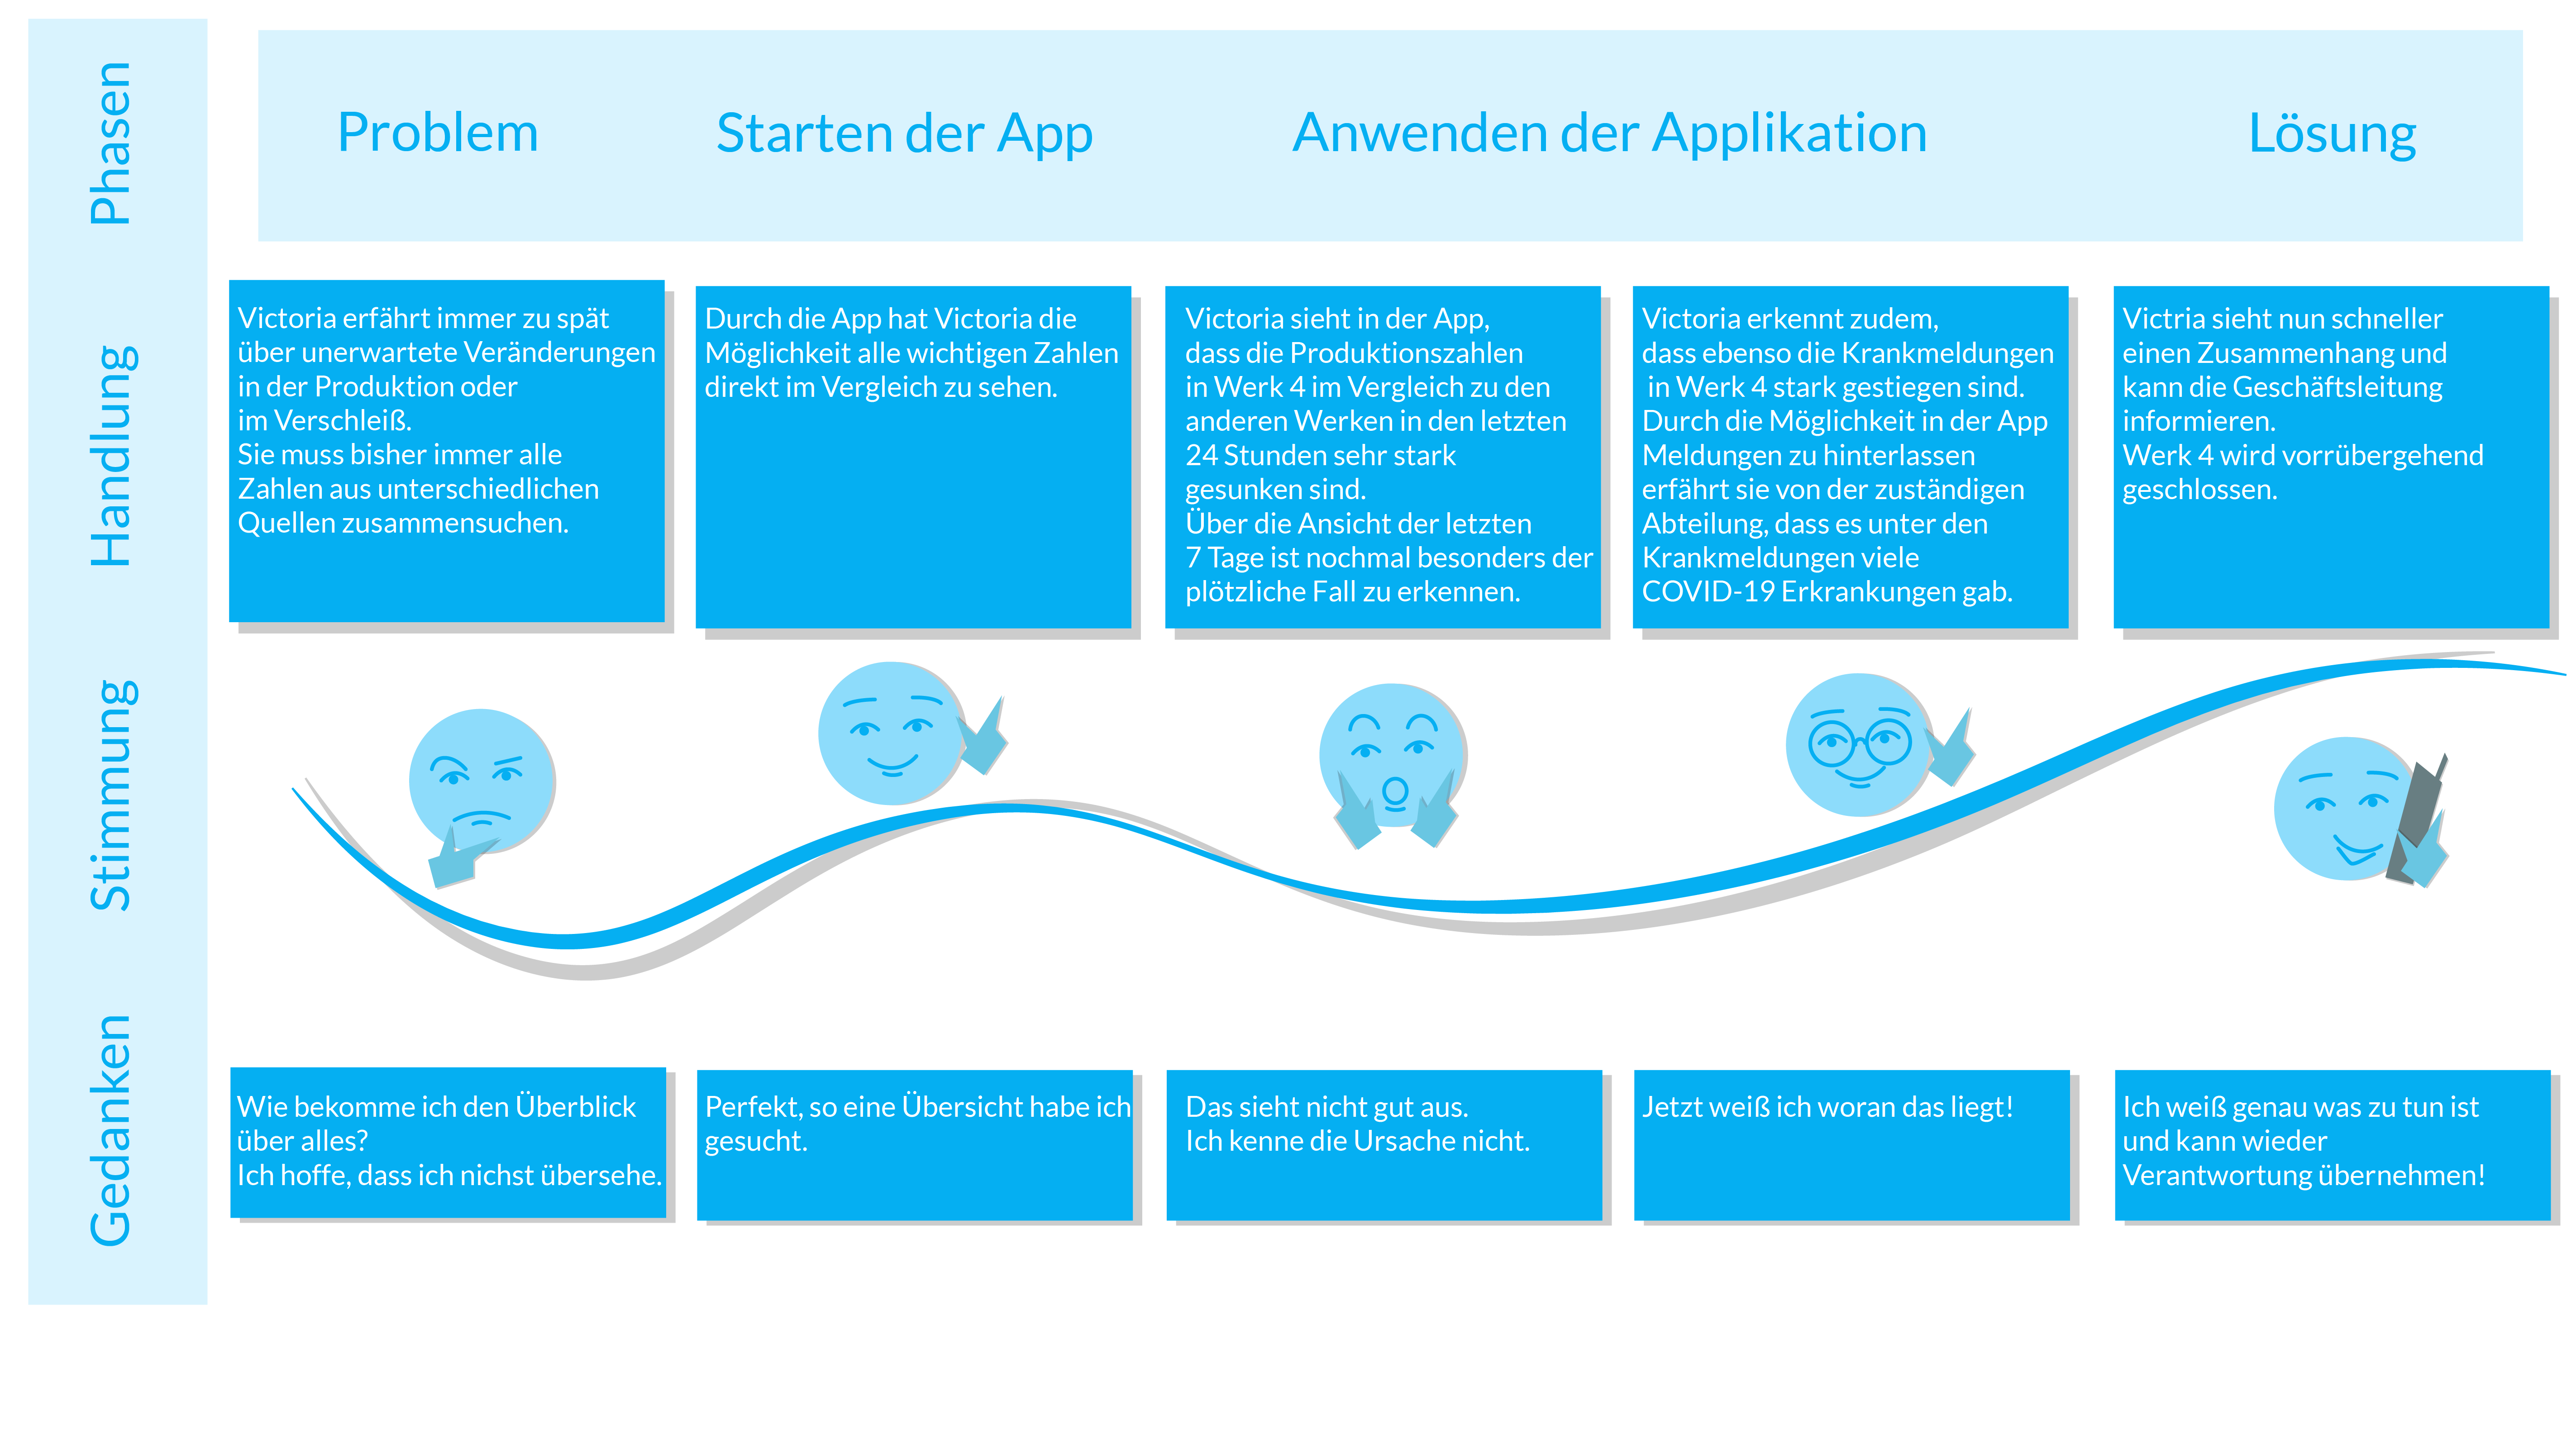 Phasen
Problem
Starten der App
Anwenden der Applikation
Lösung
Handlung
Victoria erfährt immer zu spät
über unerwartete Veränderungen
in der Produktion oder
im Verschleiß.
Sie muss bisher immer alle
Zahlen aus unterschiedlichen
Quellen zusammensuchen.
Durch die App hat Victoria die
Möglichkeit alle wichtigen Zahlen
direkt im Vergleich zu sehen.
Victoria sieht in der App,
dass die Produktionszahlen
in Werk 4 im Vergleich zu den
anderen Werken in den letzten
24 Stunden sehr stark
gesunken sind.
Über die Ansicht der letzten
7 Tage ist nochmal besonders der
plötzliche Fall zu erkennen.
Victoria erkennt zudem,
dass ebenso die Krankmeldungen
in Werk 4 stark gestiegen sind.
Durch die Möglichkeit in der App
Meldungen zu hinterlassen
erfährt sie von der zuständigen
Abteilung, dass es unter den
Krankmeldungen viele
COVID-19 Erkrankungen gab.
Victria sieht nun schneller
einen Zusammenhang und
kann die Geschäftsleitung
informieren.
Werk 4 wird vorrübergehend
geschlossen.
Stimmung
Gedanken
Wie bekomme ich den Überblick
über alles?
Ich hoffe, dass ich nichst übersehe.
Perfekt, so eine Übersicht habe ich
gesucht.
Das sieht nicht gut aus.
Ich kenne die Ursache nicht.
Jetzt weiß ich woran das liegt!
Ich weiß genau was zu tun ist
und kann wieder
Verantwortung übernehmen!